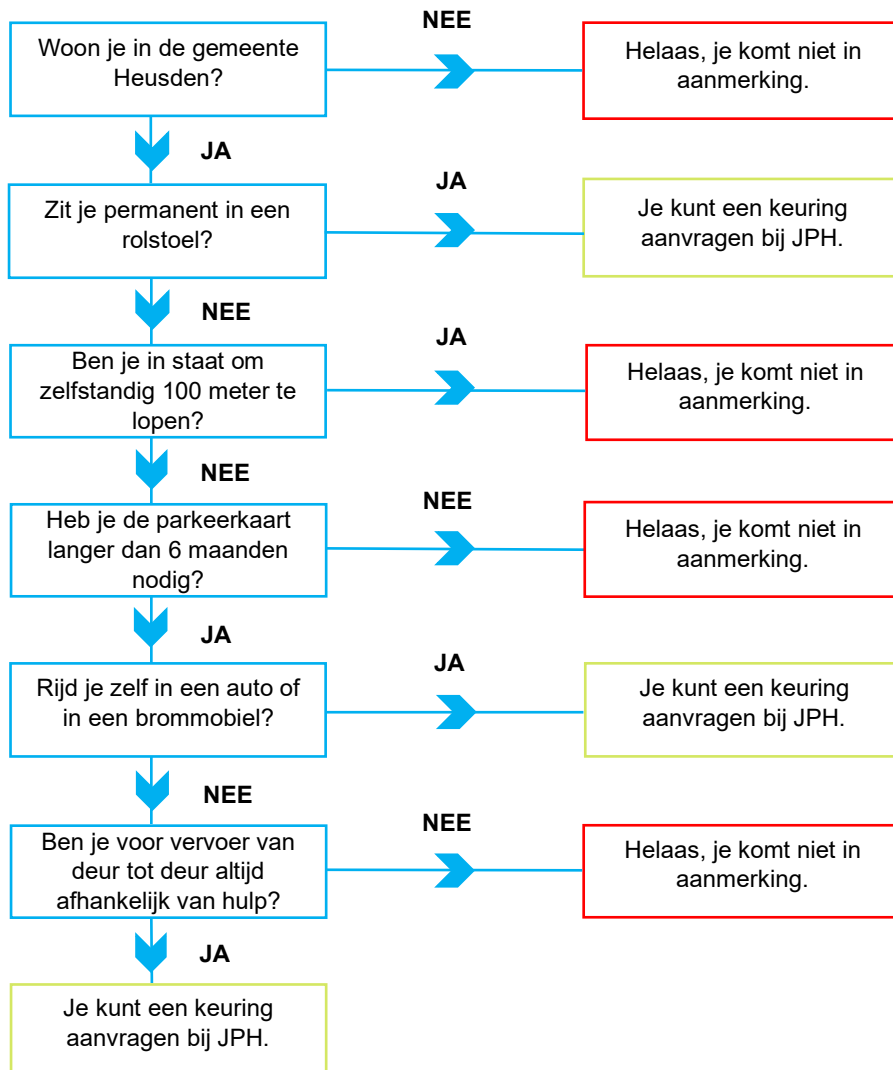 Woon je in de gemeente
Heusden?
NEE
Helaas, je komt niet in
aanmerking.
JA
Zit je permanent in een
rolstoel?
JA
Je kunt een keuring
aanvragen bij JPH.
NEE
Ben je in staat om
zelfstandig 100 meter te
lopen?
JA
Helaas, je komt niet in
aanmerking.
NEE
Heb je de parkeerkaart
langer dan 6 maanden
nodig?
NEE
Helaas, je komt niet in
aanmerking.
JA
Rijd je zelf in een auto of
in een brommobiel?
JA
Je kunt een keuring
aanvragen bij JPH.
NEE
Ben je voor vervoer van
deur tot deur altijd
afhankelijk van hulp?
NEE
Helaas, je komt niet in
aanmerking.
JA
Je kunt een keuring
aanvragen bij JPH.